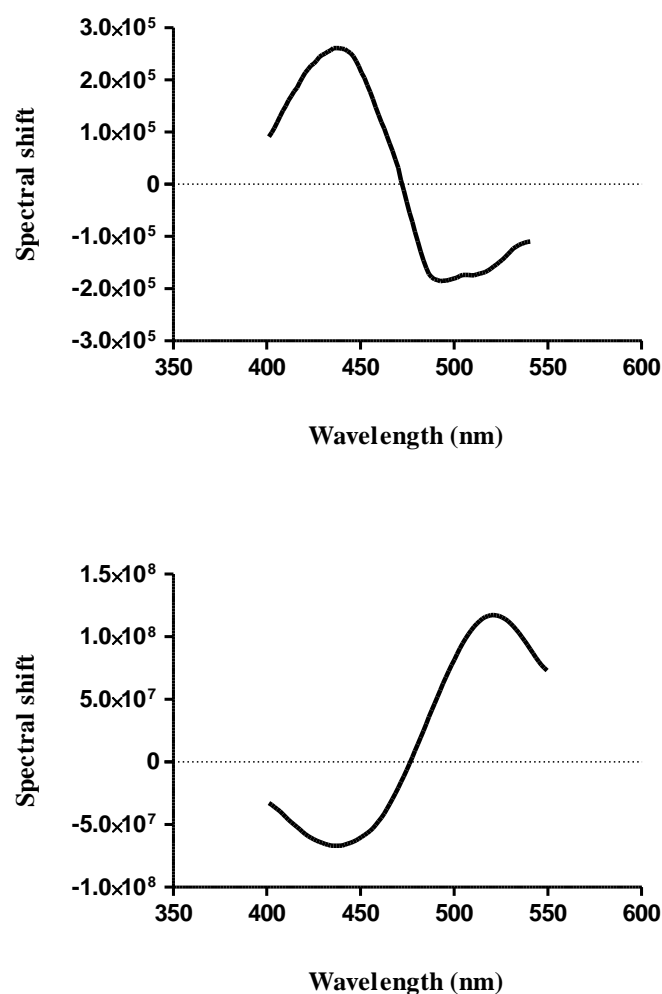 3.0×10⁵
2.0×10⁵
1.0×10⁵
0
-1.0×10⁵
-2.0×10⁵
-3.0×10⁵
Spectral shift
350 400 450 500 550 600
Wavelength (nm)
1.5×10⁸
1.0×10⁸
5.0×10⁷
0
-5.0×10⁷
-1.0×10⁸
Spectral shift
350 400 450 500 550 600
Wavelength (nm)